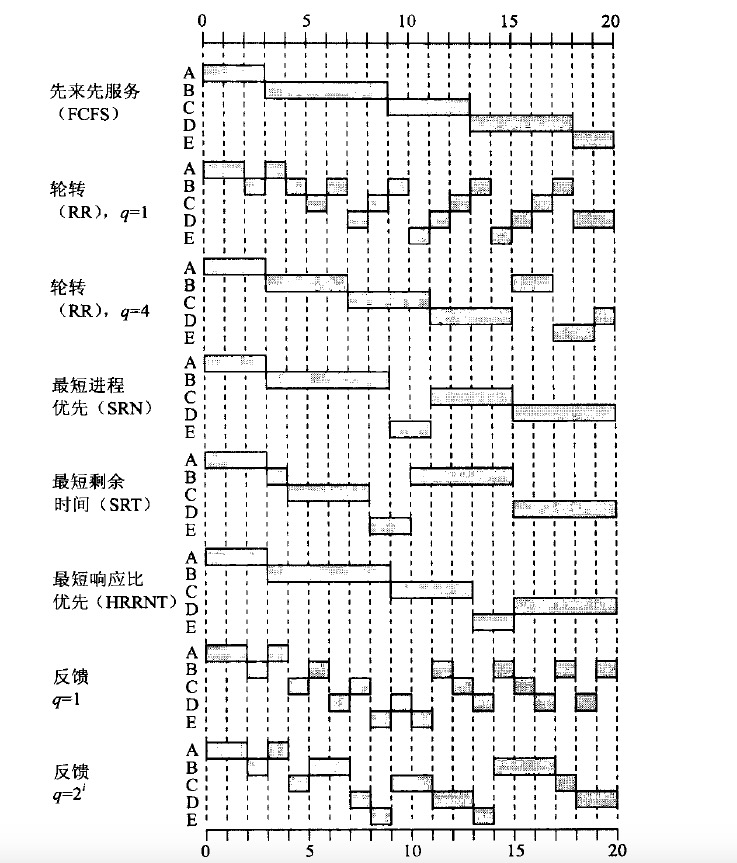 0 5 10 15 20
A
先来先服务 B
（FCFS） C
D
E
A
轮转 B
（RR），q=1 C
D
E
A
轮转 B
（RR），q=4 C
D
E
A
最短进程 B
优先（SRN） C
D
E
A
最短剩余 B
时间（SRT） C
D
E
A
最短响应比 B
优先（HRRNT） C
D
E
A
反馈 B
q=1 C
D
E
A
反馈 B
q=2^i C
D
E
0 5 10 15 20